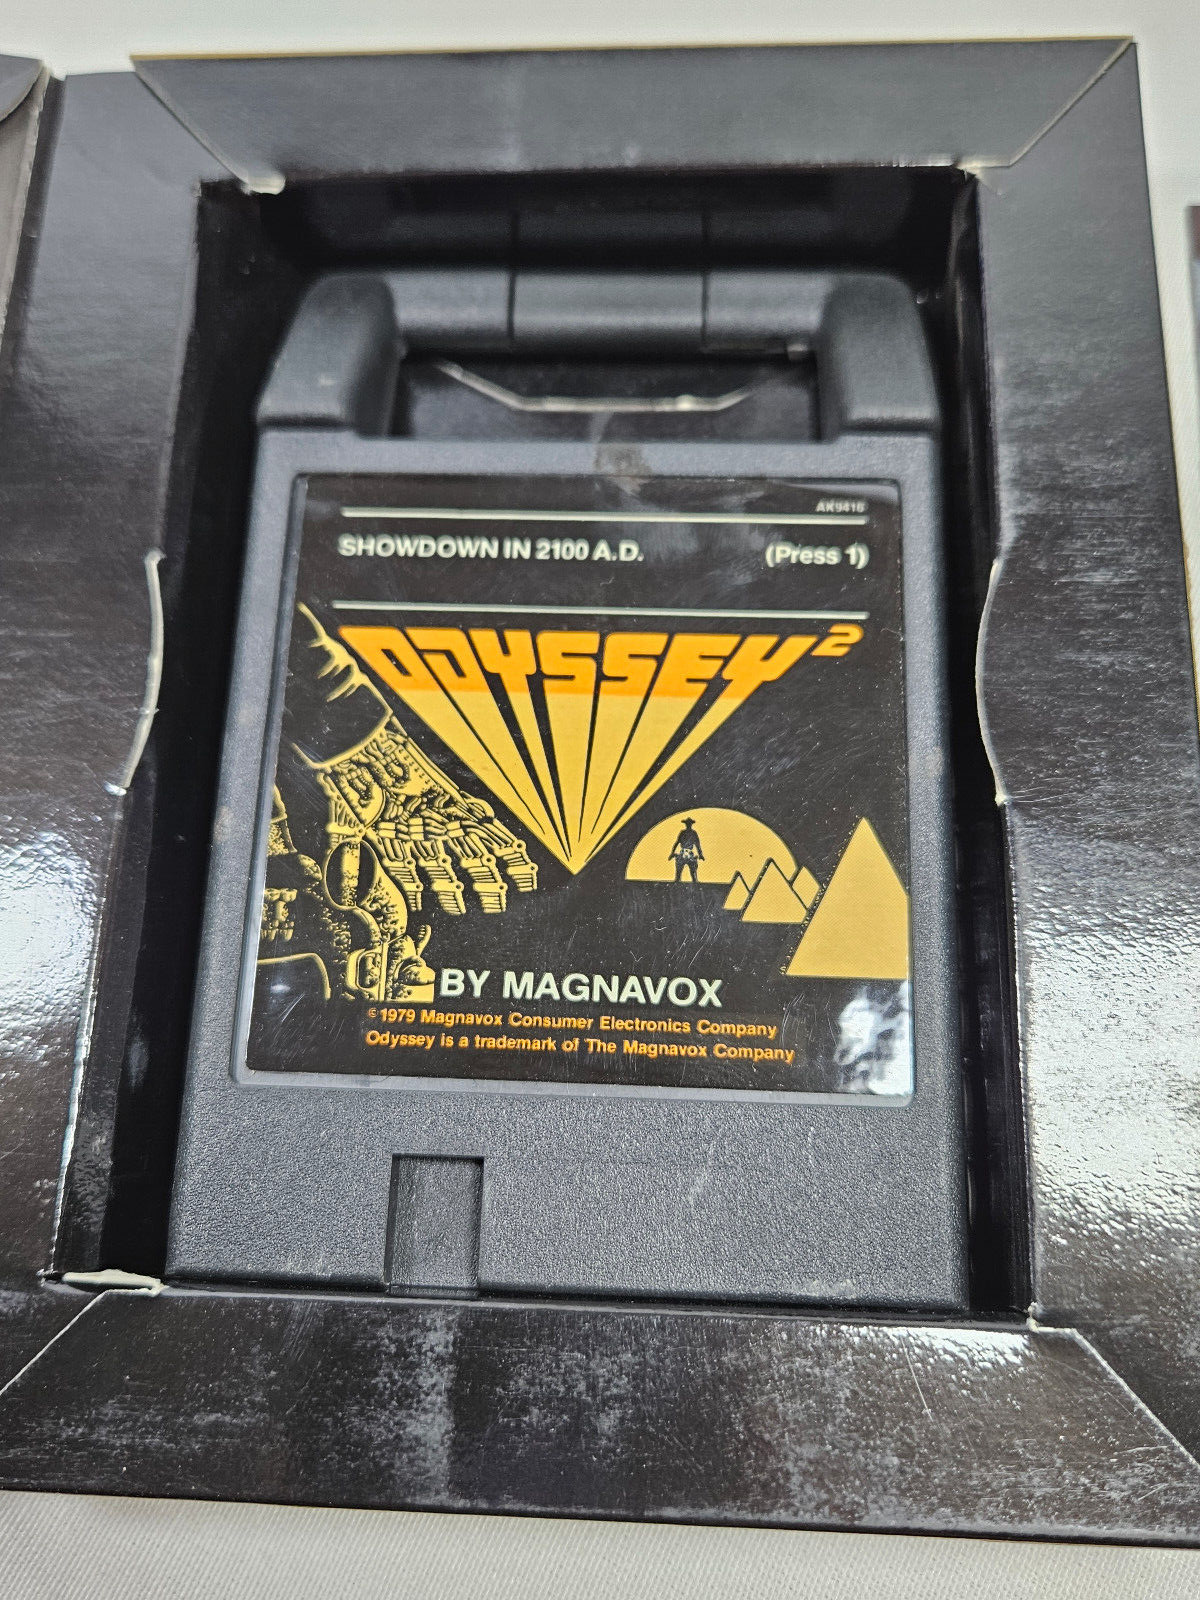 AK9416
SHOWDOWN IN 2100 A.D. (Press 1)
ODYSSEY²
BY MAGNAVOX
© 1979 Magnavox Consumer Electronics Company
Odyssey is a trademark of The Magnavox Company